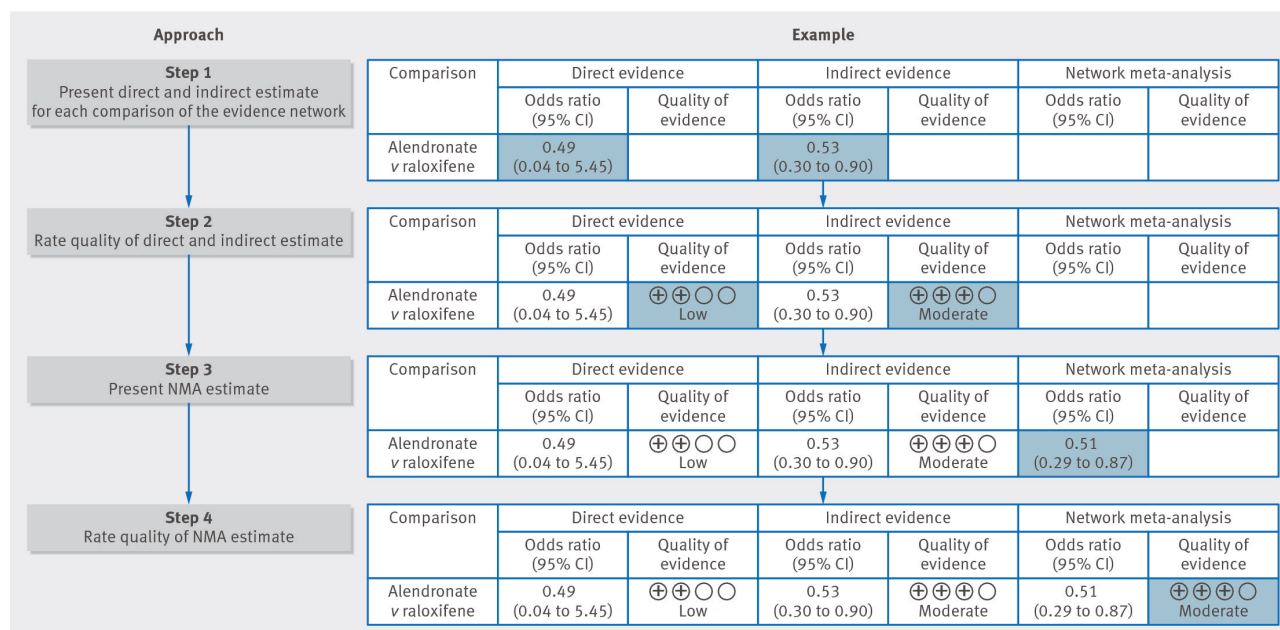 Approach
Example
Step 1
Present direct and indirect estimate
for each comparison of the evidence network
Comparison Direct evidence Indirect evidence Network meta-analysis
Odds ratio Quality of Odds ratio Quality of Odds ratio Quality of
(95% CI) evidence (95% CI) evidence (95% CI) evidence
Alendronate 0.49 0.53
v raloxifene (0.04 to 5.45) (0.30 to 0.90)
Step 2
Rate quality of direct and indirect estimate
Comparison Direct evidence Indirect evidence Network meta-analysis
Odds ratio Quality of Odds ratio Quality of Odds ratio Quality of
(95% CI) evidence (95% CI) evidence (95% CI) evidence
Alendronate 0.49 ⊕⊕○○ 0.53 ⊕⊕⊕○
v raloxifene (0.04 to 5.45) Low (0.30 to 0.90) Moderate
Step 3
Present NMA estimate
Comparison Direct evidence Indirect evidence Network meta-analysis
Odds ratio Quality of Odds ratio Quality of Odds ratio Quality of
(95% CI) evidence (95% CI) evidence (95% CI) evidence
Alendronate 0.49 ⊕⊕○○ 0.53 ⊕⊕⊕○ 0.51
v raloxifene (0.04 to 5.45) Low (0.30 to 0.90) Moderate (0.29 to 0.87)
Step 4
Rate quality of NMA estimate
Comparison Direct evidence Indirect evidence Network meta-analysis
Odds ratio Quality of Odds ratio Quality of Odds ratio Quality of
(95% CI) evidence (95% CI) evidence (95% CI) evidence
Alendronate 0.49 ⊕⊕○○ 0.53 ⊕⊕⊕○ 0.51 ⊕⊕⊕○
v raloxifene (0.04 to 5.45) Low (0.30 to 0.90) Moderate (0.29 to 0.87) Moderate